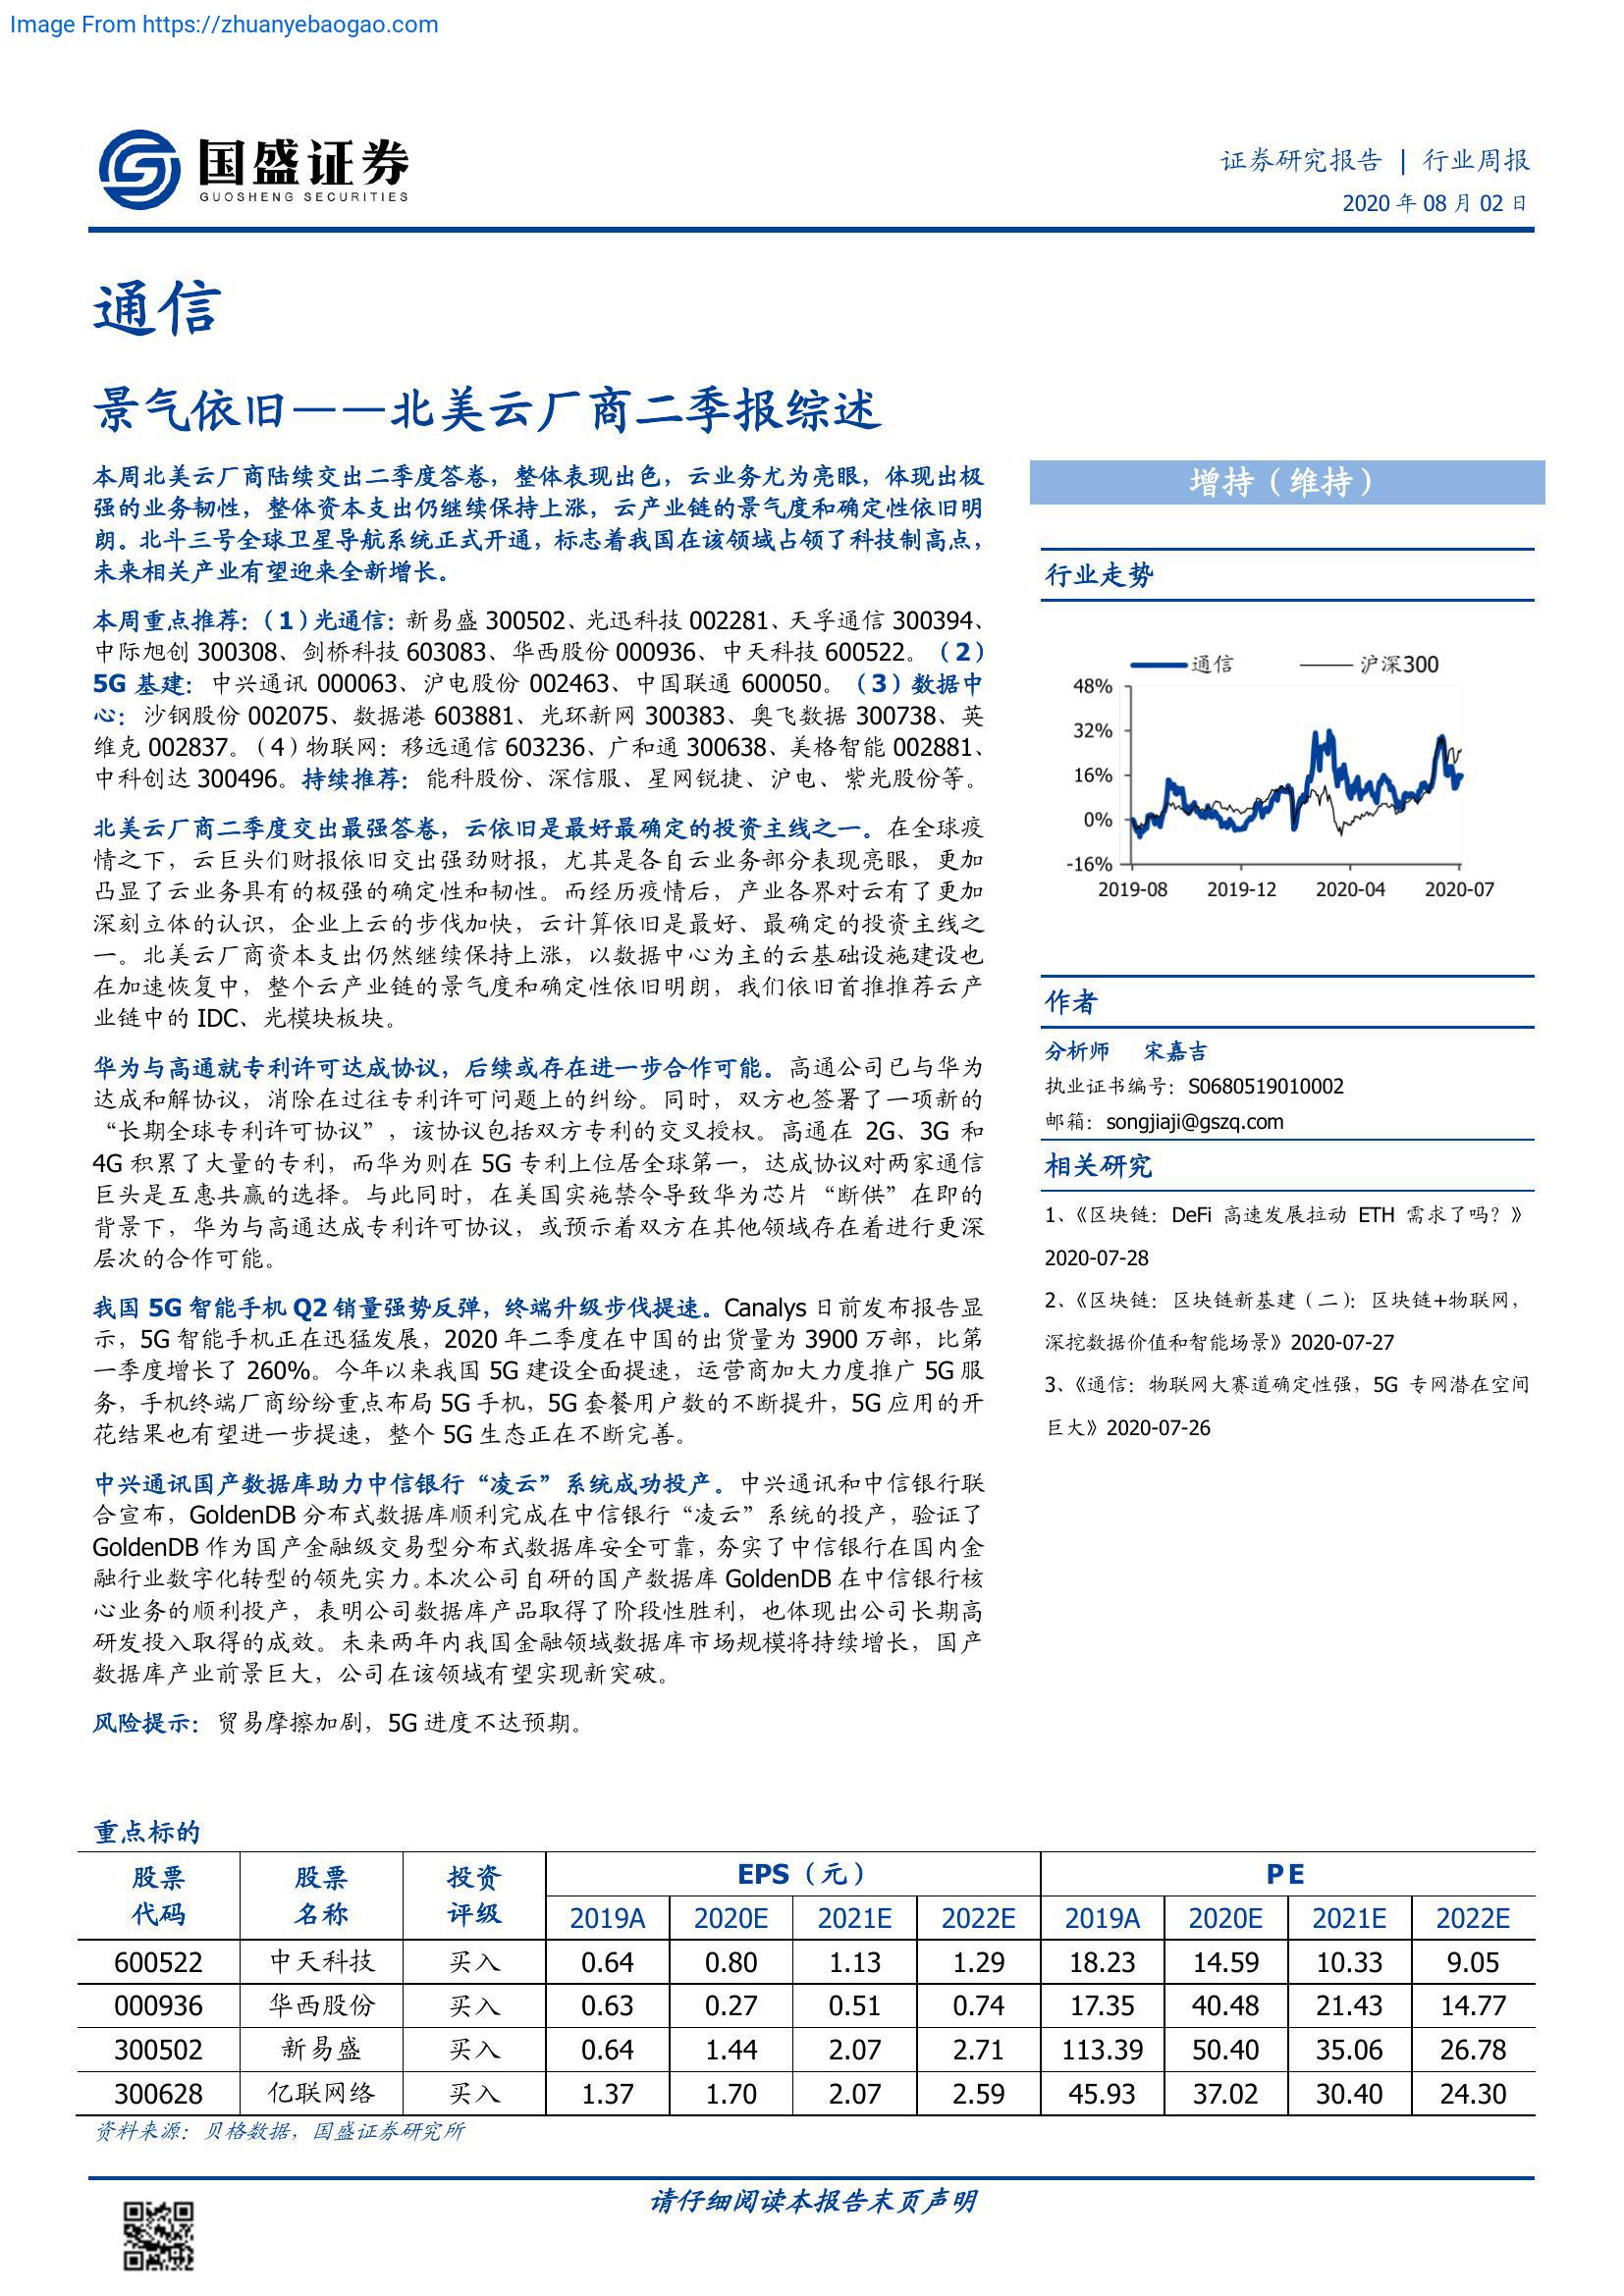 Image From https://zhuanyebaogao.com
国盛证券
GUOSHENG SECURITIES
证券研究报告 | 行业周报
2020 年 08 月 02 日
通信
景气依旧——北美云厂商二季报综述
本周北美云厂商陆续交出二季度答卷，整体表现出色，云业务尤为亮眼，体现出极
强的业务韧性，整体资本支出仍继续保持上涨，云产业链的景气度和确定性依旧明
朗。北斗三号全球卫星导航系统正式开通，标志着我国在该领域占领了科技制高点，
未来相关产业有望迎来全新增长。
本周重点推荐：（1）光通信：新易盛 300502、光迅科技 002281、天孚通信 300394、
中际旭创 300308、剑桥科技 603083、华西股份 000936、中天科技 600522。（2）
5G 基建：中兴通讯 000063、沪电股份 002463、中国联通 600050。（3）数据中
心：沙钢股份 002075、数据港 603881、光环新网 300383、奥飞数据 300738、英
维克 002837。（4）物联网：移远通信 603236、广和通 300638、美格智能 002881、
中科创达 300496。持续推荐：能科股份、深信服、星网锐捷、沪电、紫光股份等。
北美云厂商二季度交出最强答卷，云依旧是最好最确定的投资主线之一。在全球疫
情之下，云巨头们财报依旧交出强劲财报，尤其是各自云业务部分表现亮眼，更加
凸显了云业务具有的极强的确定性和韧性。而经历疫情后，产业各界对云有了更加
深刻立体的认识，企业上云的步伐加快，云计算依旧是最好、最确定的投资主线之
一。北美云厂商资本支出仍然继续保持上涨，以数据中心为主的云基础设施建设也
在加速恢复中，整个云产业链的景气度和确定性依旧明朗，我们依旧首推推荐云产
业链中的 IDC、光模块板块。
华为与高通就专利许可达成协议，后续或存在进一步合作可能。高通公司已与华为
达成和解协议，消除在过往专利许可问题上的纠纷。同时，双方也签署了一项新的
“长期全球专利许可协议”，该协议包括双方专利的交叉授权。高通在 2G、3G 和
4G 积累了大量的专利，而华为则在 5G 专利上位居全球第一，达成协议对两家通信
巨头是互惠共赢的选择。与此同时，在美国实施禁令导致华为芯片“断供”在即的
背景下，华为与高通达成专利许可协议，或预示着双方在其他领域存在着进行更深
层次的合作可能。
我国 5G 智能手机 Q2 销量强势反弹，终端升级步伐提速。Canalys 日前发布报告显
示，5G 智能手机正在迅猛发展，2020 年二季度在中国的出货量为 3900 万部，比第
一季度增长了 260%。今年以来我国 5G 建设全面提速，运营商加大力度推广 5G 服
务，手机终端厂商纷纷重点布局 5G 手机，5G 套餐用户数的不断提升，5G 应用的开
花结果也有望进一步提速，整个 5G 生态正在不断完善。
中兴通讯国产数据库助力中信银行“凌云”系统成功投产。中兴通讯和中信银行联
合宣布，GoldenDB 分布式数据库顺利完成在中信银行“凌云”系统的投产，验证了
GoldenDB 作为国产金融级交易型分布式数据库安全可靠，夯实了中信银行在国内金
融行业数字化转型的领先实力。本次公司自研的国产数据库 GoldenDB 在中信银行核
心业务的顺利投产，表明公司数据库产品取得了阶段性胜利，也体现出公司长期高
研发投入取得的成效。未来两年内我国金融领域数据库市场规模将持续增长，国产
数据库产业前景巨大，公司在该领域有望实现新突破。
风险提示：贸易摩擦加剧，5G 进度不达预期。
增持（维持）
行业走势
通信 沪深300
48%
32%
16%
0%
-16%
2019-08 2019-12 2020-04 2020-07
作者
分析师 宋嘉吉
执业证书编号：S0680519010002
邮箱：songjiaji@gszq.com
相关研究
1、《区块链：DeFi 高速发展拉动 ETH 需求了吗？》
2020-07-28
2、《区块链：区块链新基建（二）：区块链+物联网，
深挖数据价值和智能场景》2020-07-27
3、《通信：物联网大赛道确定性强，5G 专网潜在空间
巨大》2020-07-26
重点标的
股票 股票 投资 EPS（元） PE
代码 名称 评级 2019A 2020E 2021E 2022E 2019A 2020E 2021E 2022E
600522 中天科技 买入 0.64 0.80 1.13 1.29 18.23 14.59 10.33 9.05
000936 华西股份 买入 0.63 0.27 0.51 0.74 17.35 40.48 21.43 14.77
300502 新易盛 买入 0.64 1.44 2.07 2.71 113.39 50.40 35.06 26.78
300628 亿联网络 买入 1.37 1.70 2.07 2.59 45.93 37.02 30.40 24.30
资料来源：贝格数据，国盛证券研究所
请仔细阅读本报告末页声明